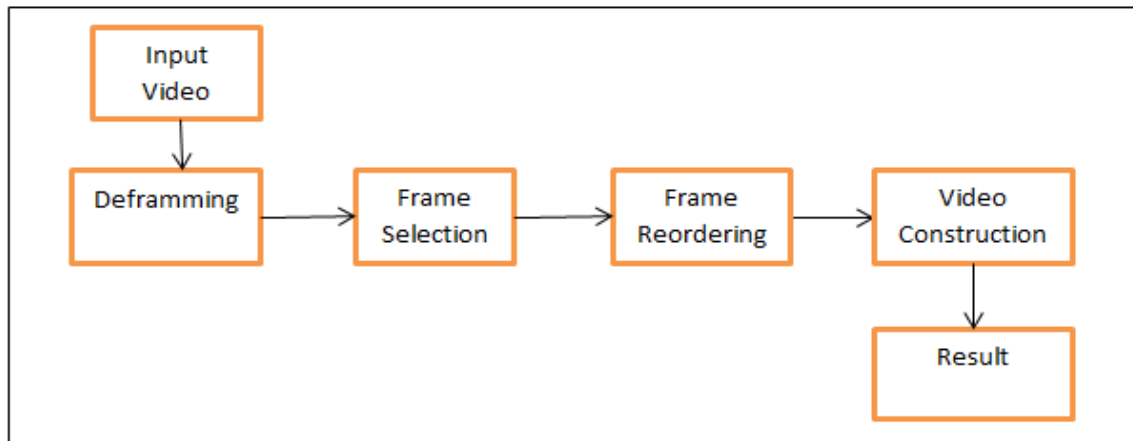 Input
Video
Deframming
Frame
Selection
Frame
Reordering
Video
Construction
Result